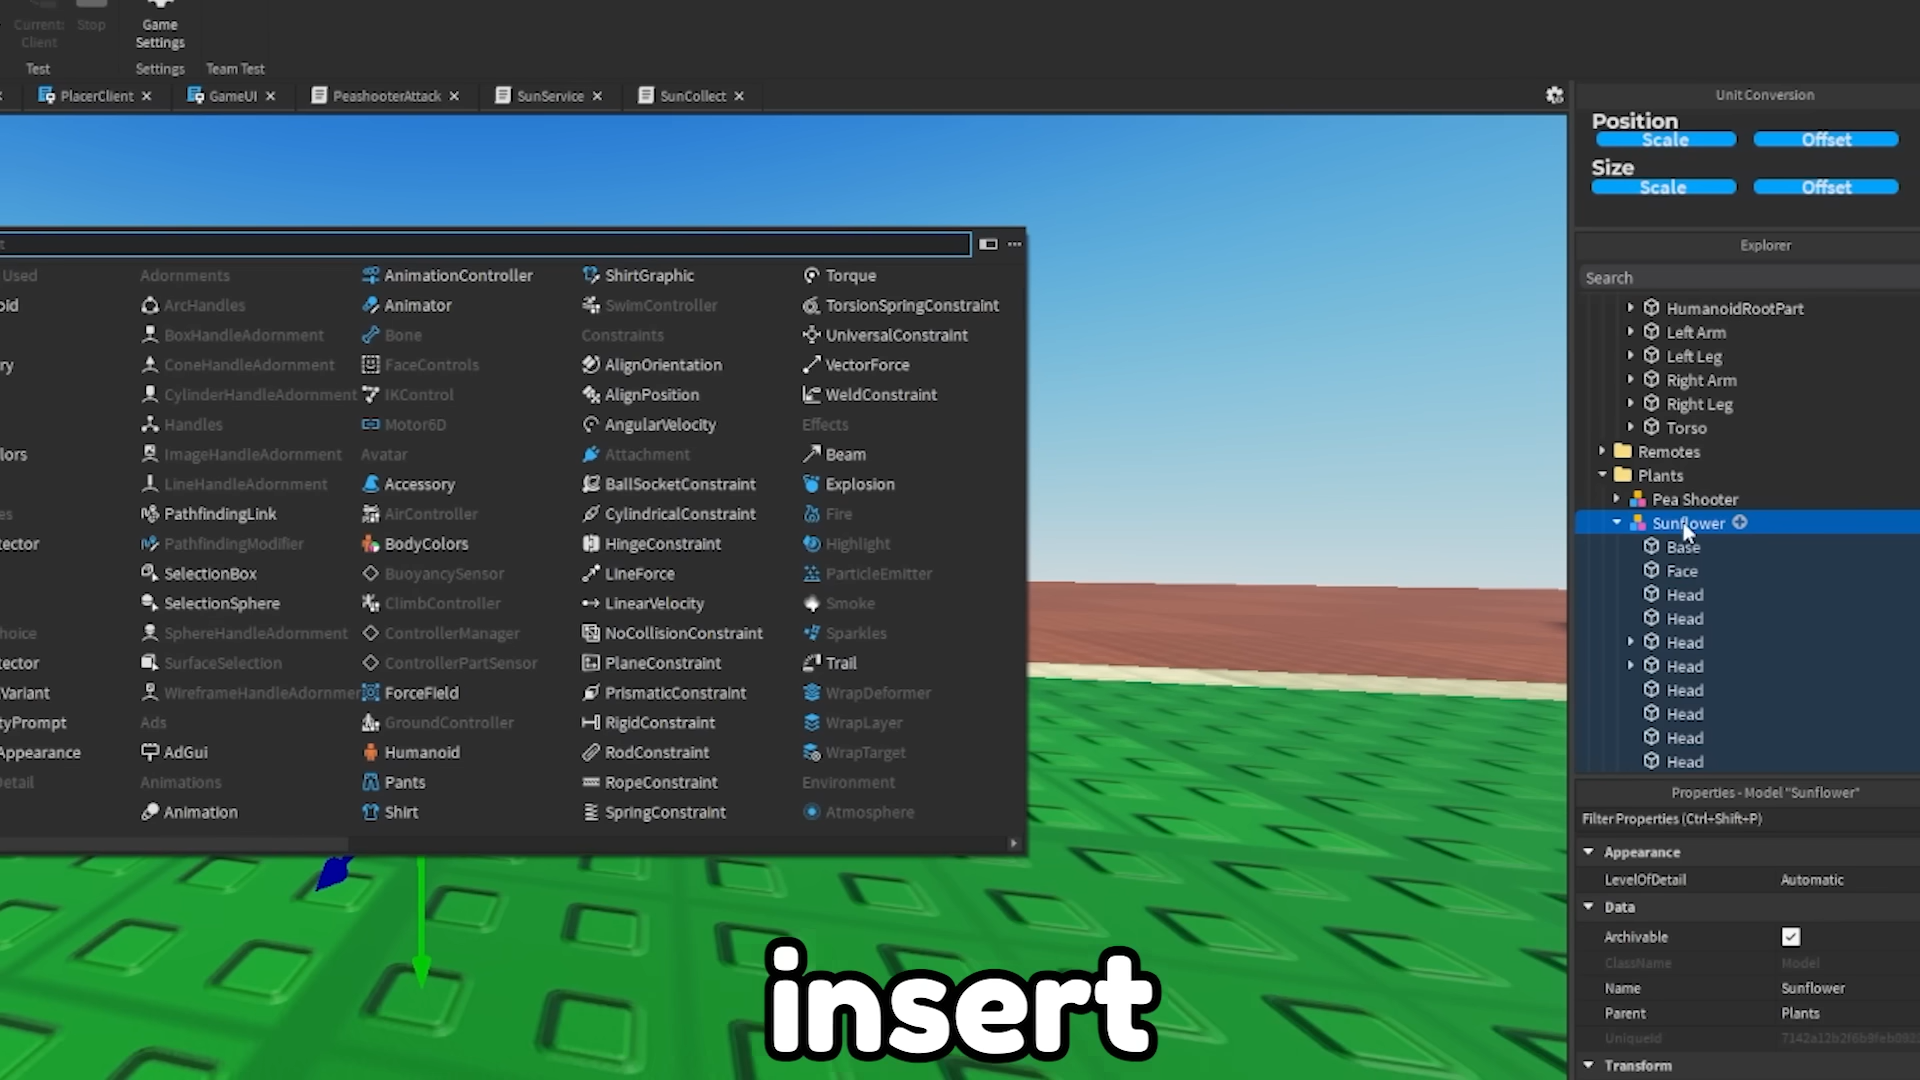 Current:
Client
Stop
Game
Settings
Test
Settings
Team Test
PlacerClient
GameUI
PeashooterAttack
SunService
SunCollect
Unit Conversion
Position
Scale
Offset
Size
Scale
Offset
Explorer
Search
HumanoidRootPart
Left Arm
Left Leg
Right Arm
Right Leg
Torso
Remotes
Plants
Pea Shooter
Sunflower
Base
Face
Head
Head
Head
Head
Head
Head
Head
Head
Properties - Model "Sunflower"
Filter Properties (Ctrl+Shift+P)
Appearance
LevelOfDetail Automatic
Data
Archivable
ClassName Model
Name Sunflower
Parent Plants
UniqueId
Transform
Used
Adornments
ArcHandles
BoxHandleAdornment
ConeHandleAdornment
CylinderHandleAdornment
Handles
ImageHandleAdornment
LineHandleAdornment
PathfindingLink
PathfindingModifier
SelectionBox
SelectionSphere
SphereHandleAdornment
SurfaceSelection
WireframeHandleAdornmen
Ads
AdGui
Animations
Animation
AnimationController
Animator
Bone
FaceControls
IKControl
Motor6D
Avatar
Accessory
AirController
BodyColors
BuoyancySensor
ClimbController
ControllerManager
ControllerPartSensor
ForceField
GroundController
Humanoid
Pants
Shirt
ShirtGraphic
SwimController
Constraints
AlignOrientation
AlignPosition
AngularVelocity
Attachment
BallSocketConstraint
CylindricalConstraint
HingeConstraint
LineForce
LinearVelocity
NoCollisionConstraint
PlaneConstraint
PrismaticConstraint
RigidConstraint
RodConstraint
RopeConstraint
SpringConstraint
Torque
TorsionSpringConstraint
UniversalConstraint
VectorForce
WeldConstraint
Effects
Beam
Explosion
Fire
Highlight
ParticleEmitter
Smoke
Sparkles
Trail
WrapDeformer
WrapLayer
WrapTarget
Environment
Atmosphere
insert